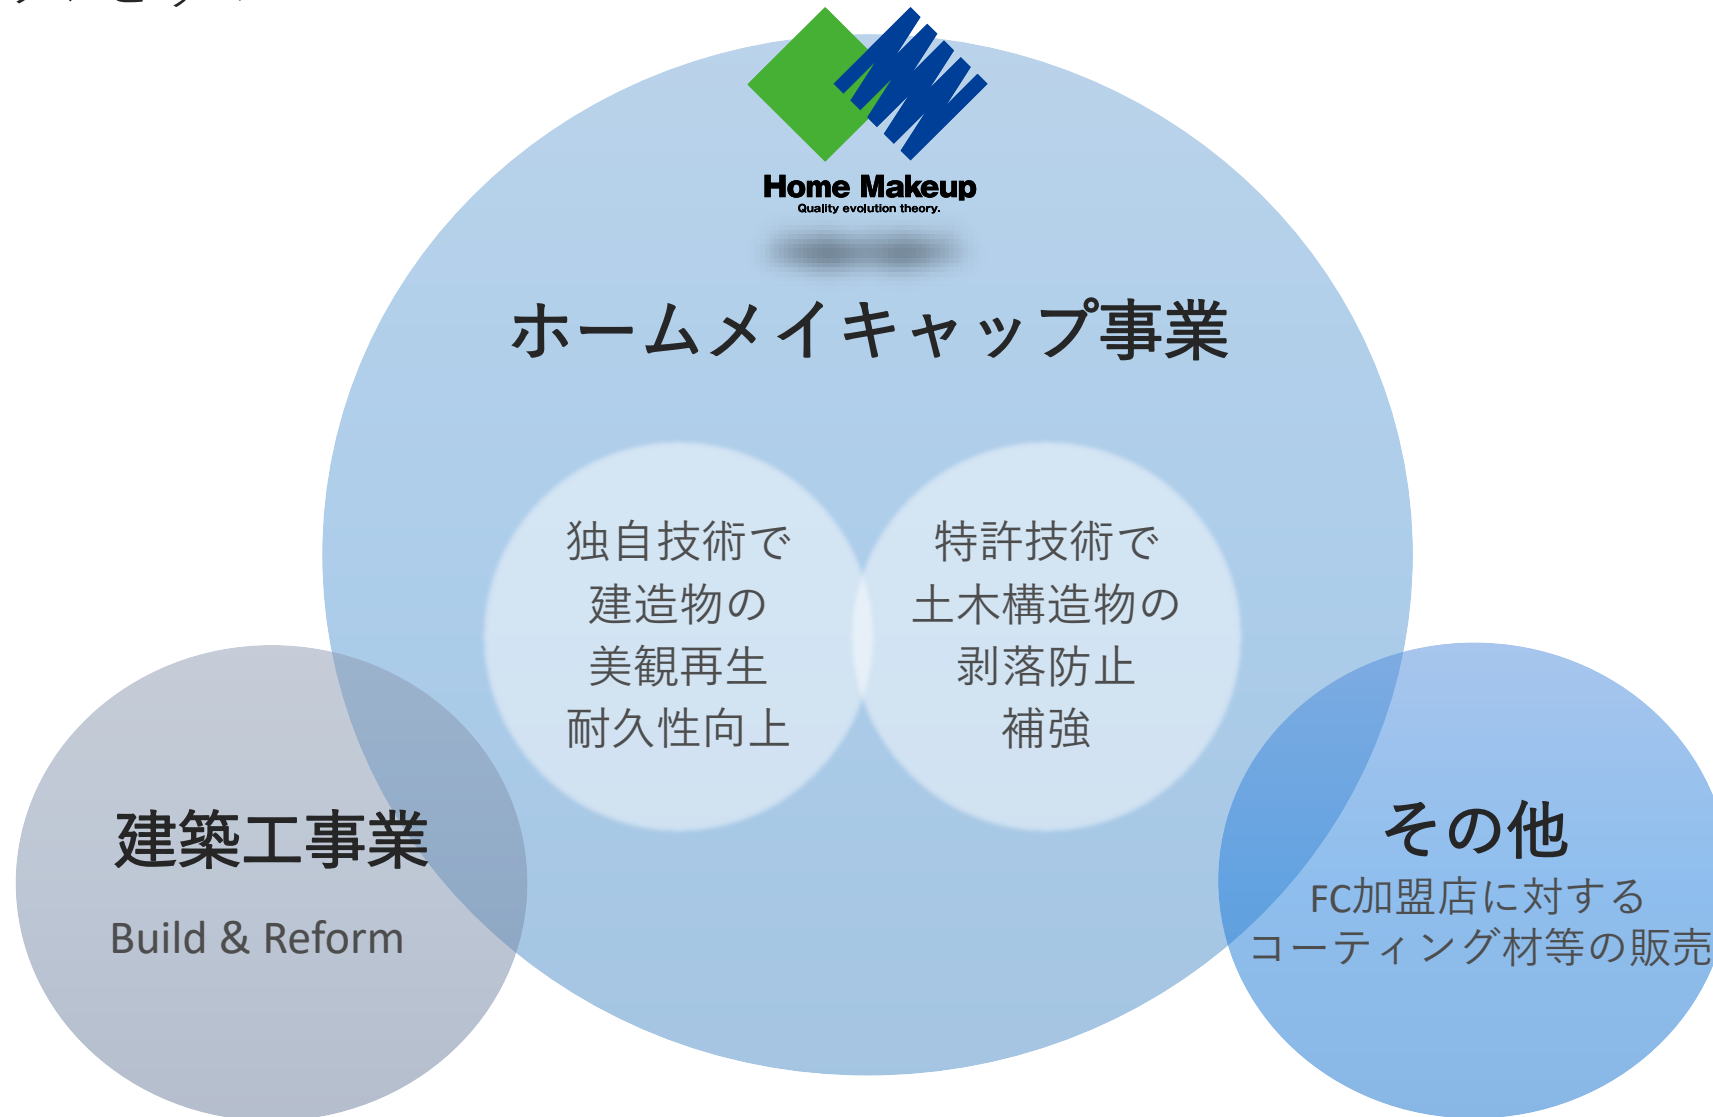 Home Makeup
Quality evolution theory.
ホームメイキャップ事業
独自技術で
建造物の
美観再生
耐久性向上
特許技術で
土木構造物の
剥落防止
補強
建築工事業
Build & Reform
その他
FC加盟店に対する
コーティング材等の販売